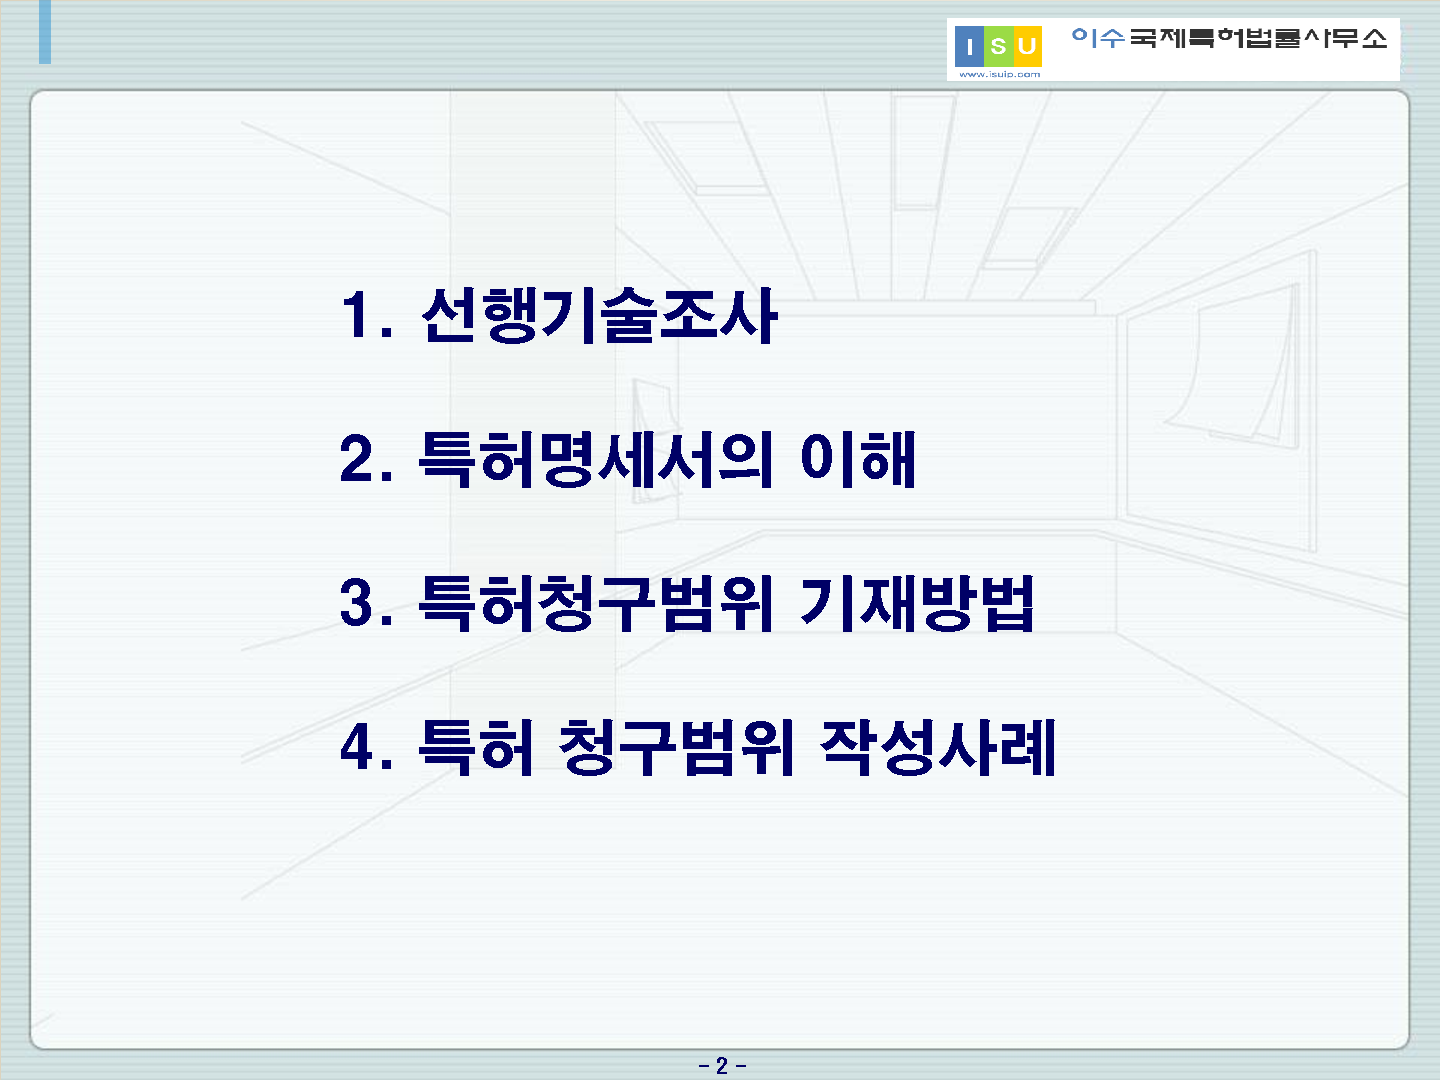 ISU
www.isuip.com
이수국제특허법률사무소
1. 선행기술조사
2. 특허명세서의 이해
3. 특허청구범위 기재방법
4. 특허 청구범위 작성사례
- 2 -